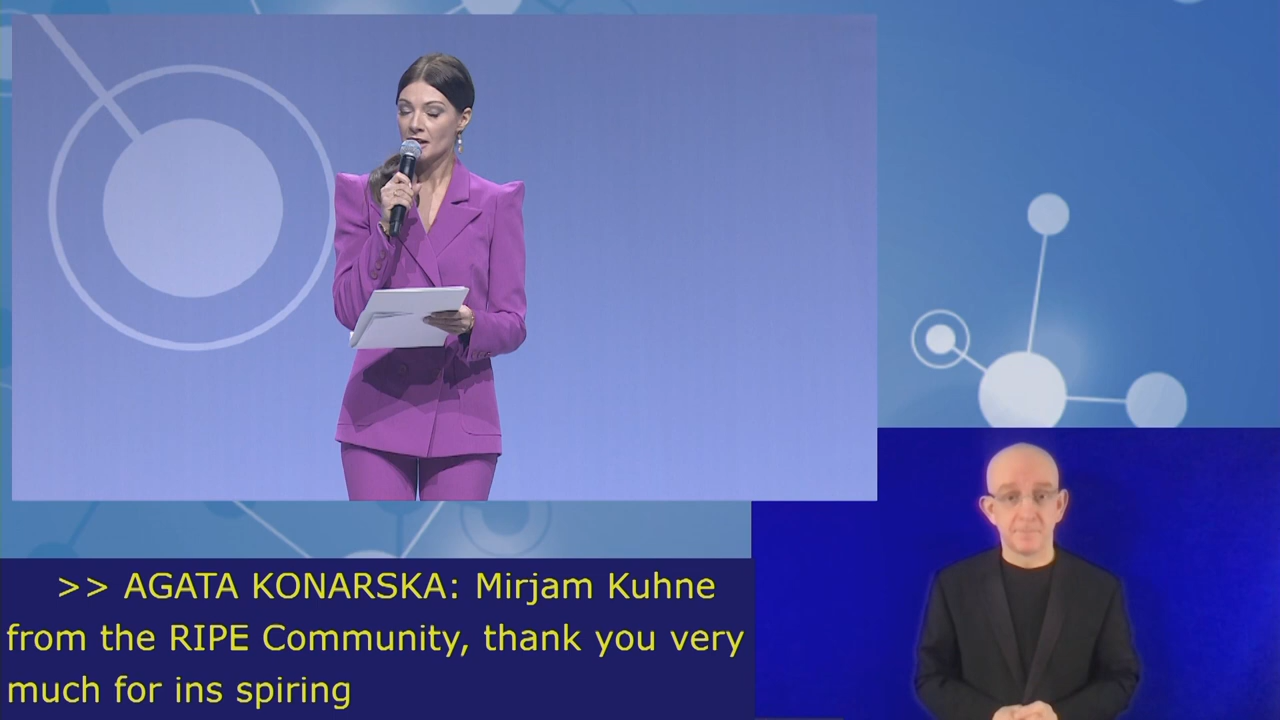 >> AGATA KONARSKA: Mirjam Kuhne
from the RIPE Community, thank you very
much for ins spiring